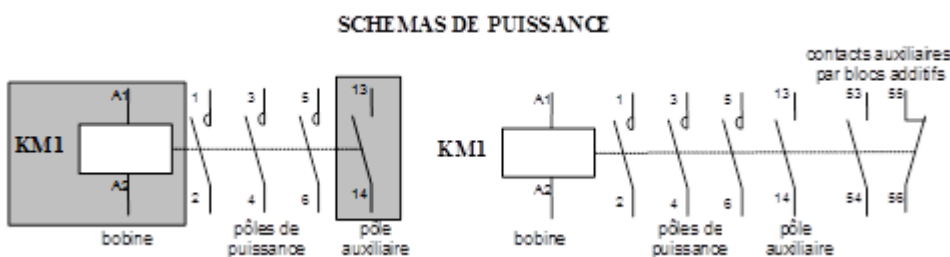 SCHEMAS DE PUISSANCE
contacts auxiliaires
par blocs additifs
A1 1 3 5 13
KM1
A2 2 4 6 14
bobine
pôles de
puissance
pôle
auxiliaire
A1 1 3 5 13 53 55
KM1
A2 2 4 6 14 54 56
bobine
pôles de
puissance
pôle
auxiliaire